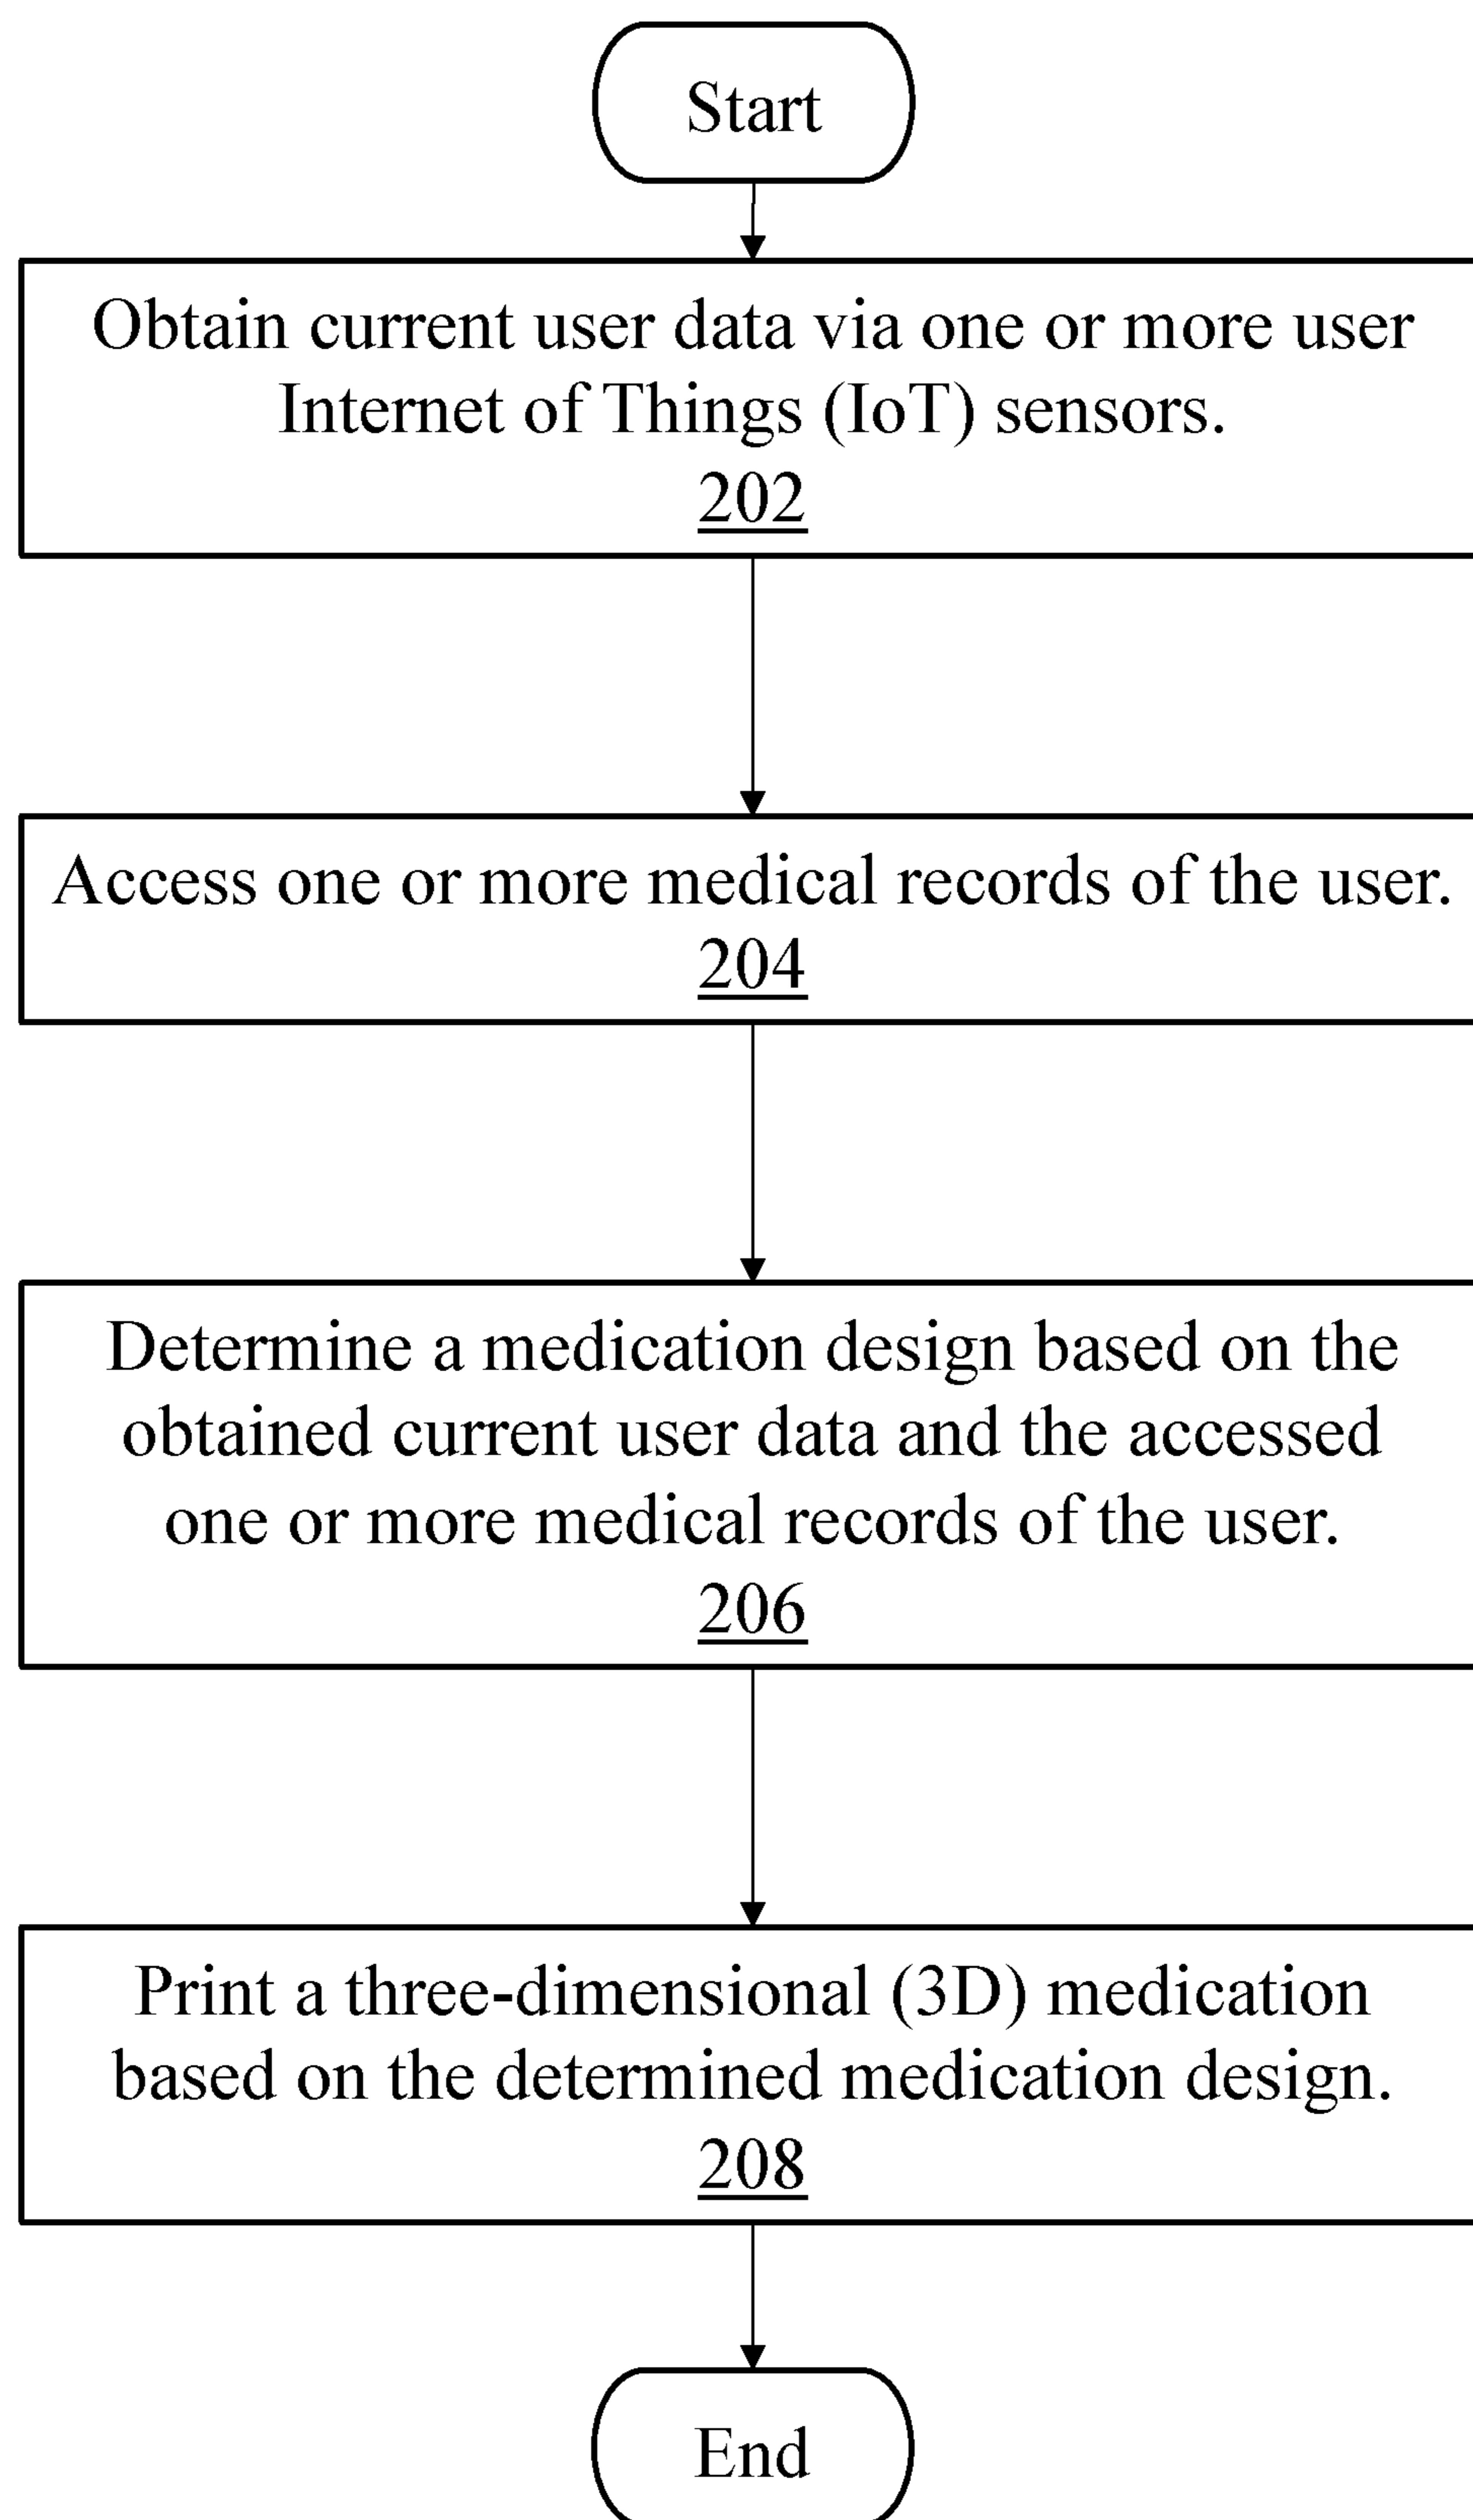 Start
Obtain current user data via one or more user
Internet of Things (IoT) sensors.
202
Access one or more medical records of the user.
204
Determine a medication design based on the
obtained current user data and the accessed
one or more medical records of the user.
206
Print a three-dimensional (3D) medication
based on the determined medication design.
208
End